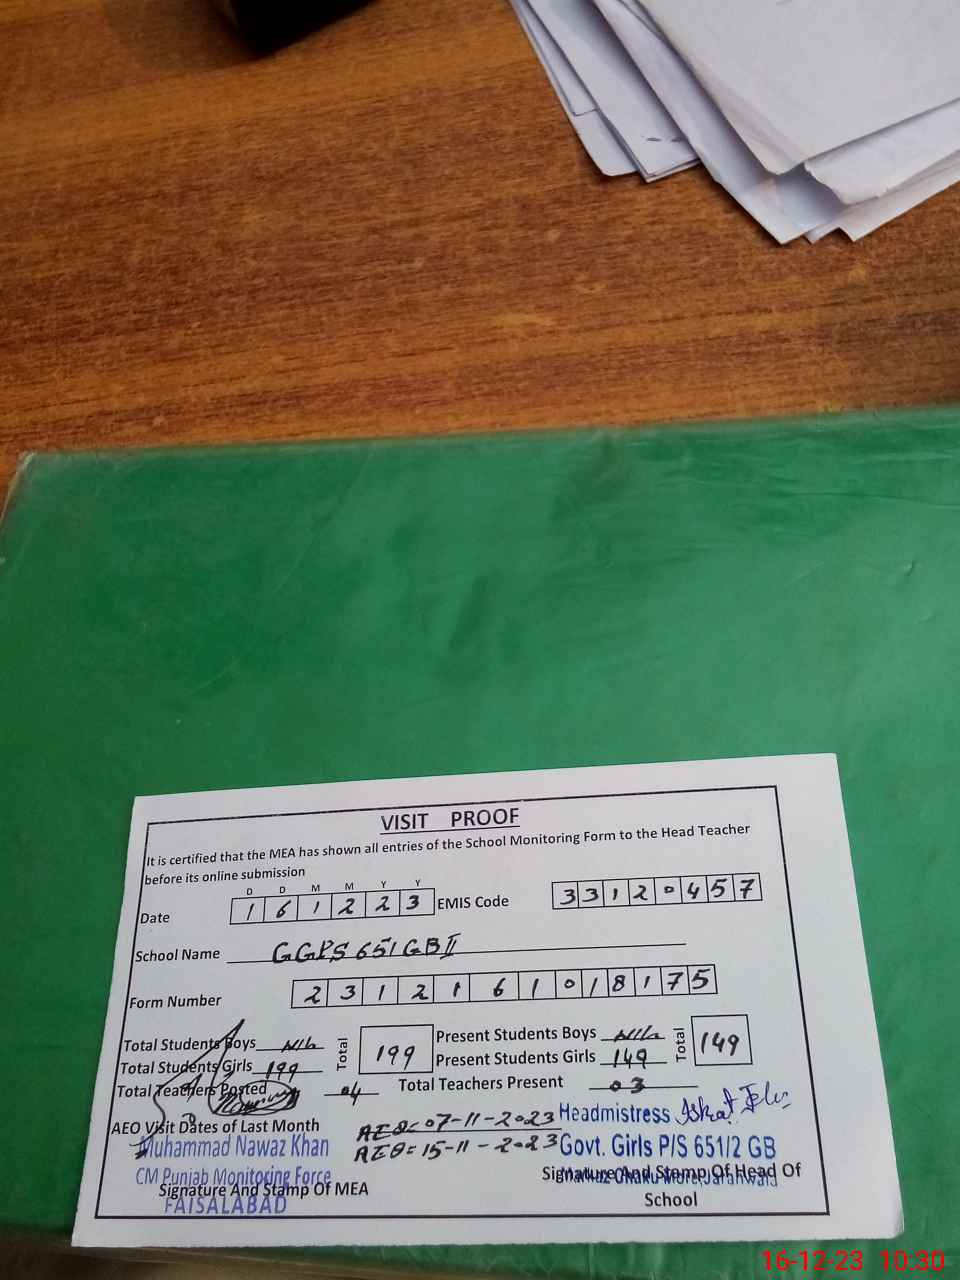 VISIT PROOF
It is certified that the MEA has shown all entries of the School Monitoring Form to the Head Teacher
before its online submission
D D M M Y Y
Date 1 6 1 2 2 3 EMIS Code 3 3 1 2 0 4 5 7
School Name GGPS 651 GB II
Form Number 2 3 1 2 1 6 1 0 1 8 1 7 5
Total Students Boys Nil Total 199 Present Students Boys Nil Total 149
Total Students Girls 199 Present Students Girls 149
Total Teachers Posted 04 Total Teachers Present 03
AEO Visit Dates of Last Month AEO= 07-11-2023 Headmistress
Muhammad Nawaz Khan AEO= 15-11-2023 Govt. Girls P/S 651/2 GB
CM Punjab Monitoring Force Signature And Stamp Of Head Of
Signature And Stamp Of MEA School
FAISALABAD
16-12-23 10:30